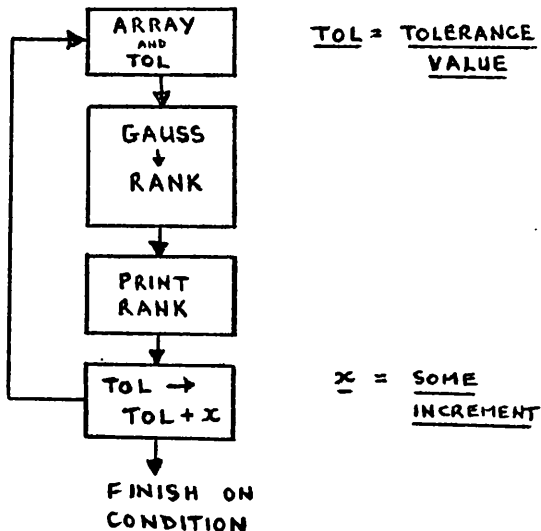 ARRAY
AND
TOL
TOL = TOLERANCE
VALUE
GAUSS
↓
RANK
PRINT
RANK
TOL →
TOL + x
x = SOME
INCREMENT
FINISH ON
CONDITION